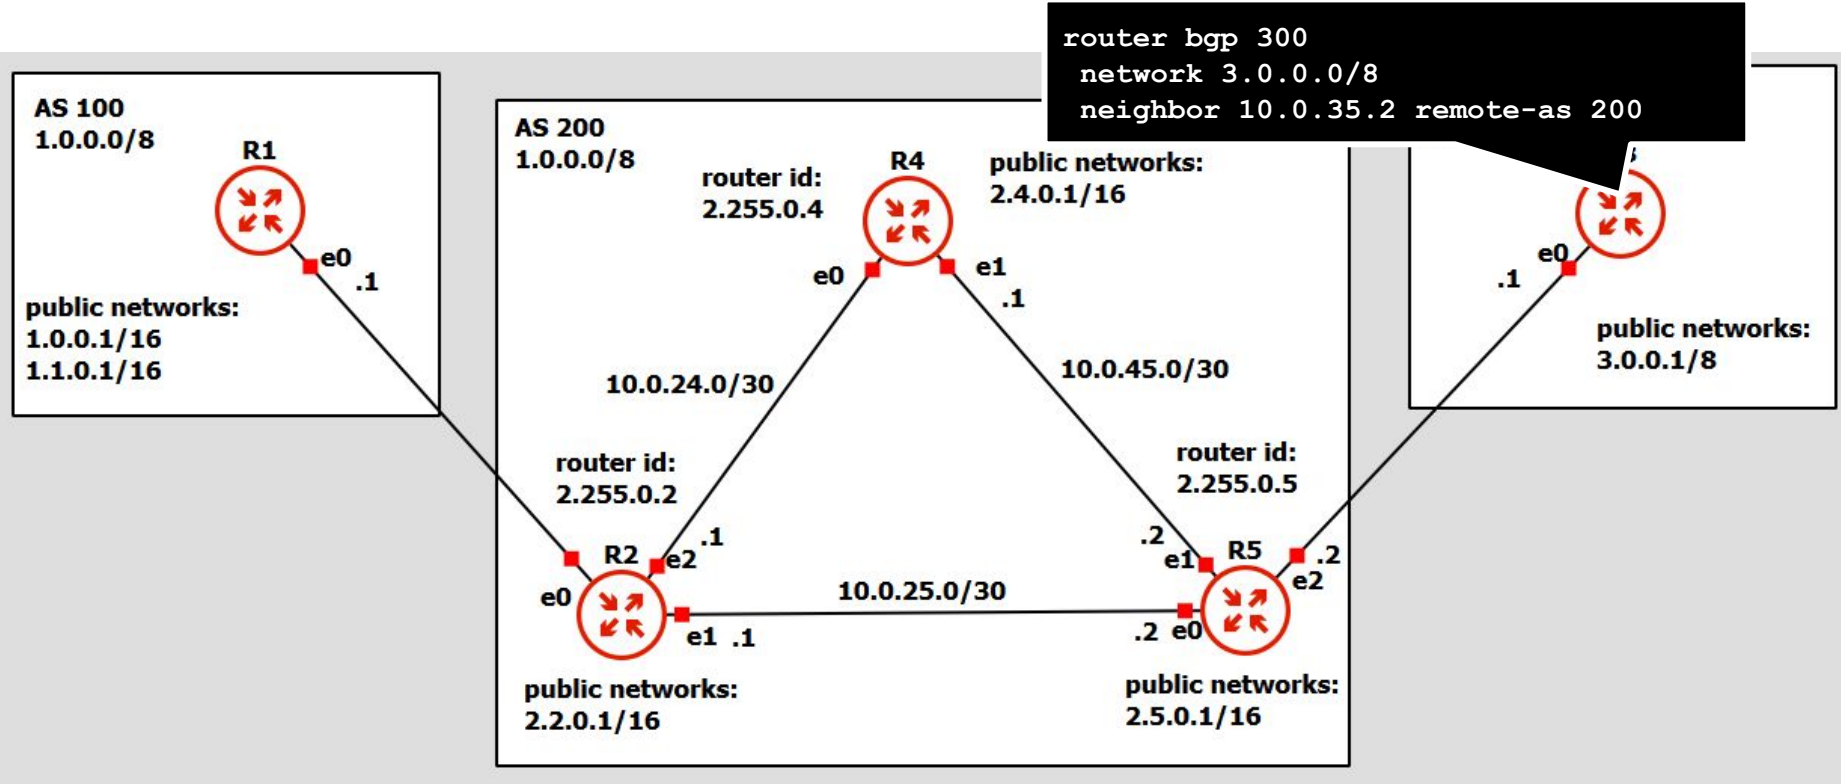 router bgp 300
network 3.0.0.0/8
neighbor 10.0.35.2 remote-as 200
AS 100
1.0.0.0/8
R1
e0
.1
public networks:
1.0.0.1/16
1.1.0.1/16
AS 200
1.0.0.0/8
router id:
2.255.0.4
R4
public networks:
2.4.0.1/16
e0
e1
.1
10.0.24.0/30
10.0.45.0/30
router id:
2.255.0.2
router id:
2.255.0.5
R2
e2
.1
e0
e1 .1
10.0.25.0/30
.2
e1
R5
.2
e2
.2 e0
public networks:
2.2.0.1/16
public networks:
2.5.0.1/16
e0
.1
public networks:
3.0.0.1/8